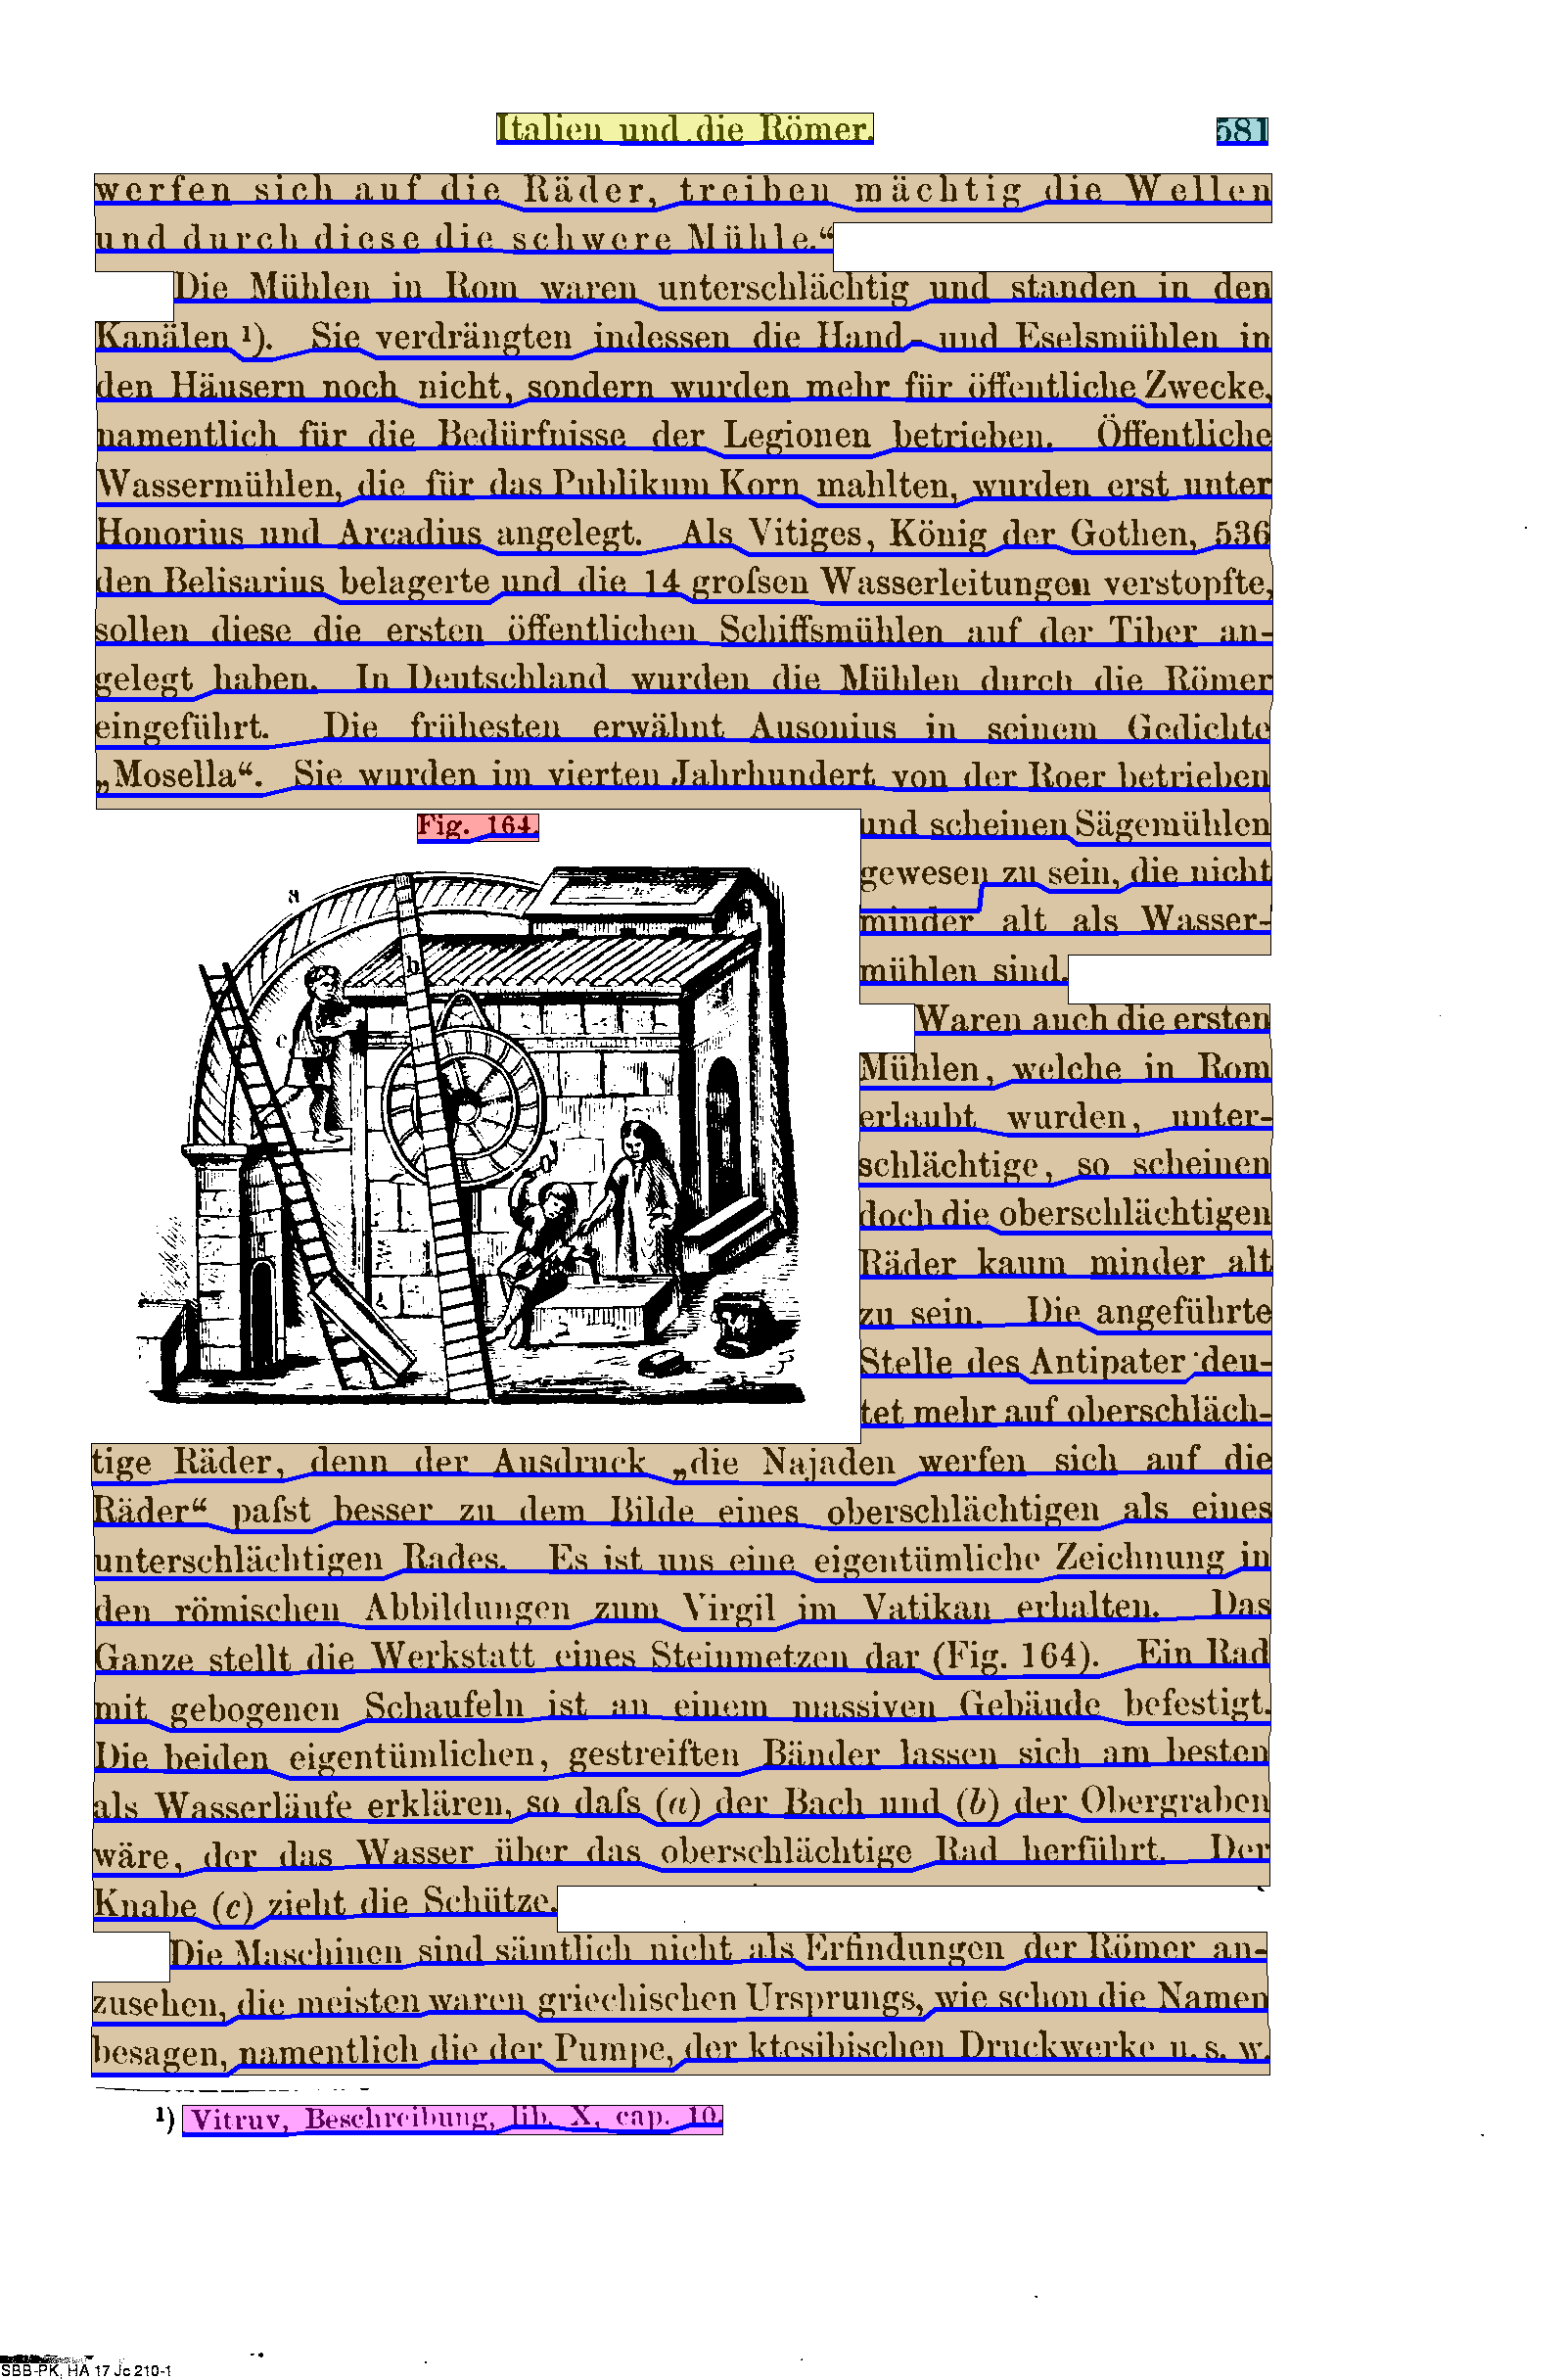 Italien und die Römer. 581
werfen sich auf die Räder, treiben mächtig die Wellen
und durch diese die schwere Mühle.“
Die Mühlen in Rom waren unterschlächtig und standen in den
Kanälen ¹). Sie verdrängten indessen die Hand- und Eselsmühlen in
den Häusern noch nicht, sondern wurden mehr für öffentliche Zwecke,
namentlich für die Bedürfnisse der Legionen betrieben. Öffentliche
Wassermühlen, die für das Publikum Korn mahlten, wurden erst unter
Honorius und Arcadius angelegt. Als Vitiges, König der Gothen, 536
den Belisarius belagerte und die 14 groſsen Wasserleitungen verstopfte,
sollen diese die ersten öffentlichen Schiffsmühlen auf der Tiber an-
gelegt haben. In Deutschland wurden die Mühlen durch die Römer
eingeführt. Die frühesten erwähnt Ausonius in seinem Gedichte
„Mosella“. Sie wurden im vierten Jahrhundert von der Roer betrieben
Fig. 164.
a
b
c
d
und scheinen Sägemühlen
gewesen zu sein, die nicht
minder alt als Wasser-
mühlen sind.
Waren auch die ersten
Mühlen, welche in Rom
erlaubt wurden, unter-
schlächtige, so scheinen
doch die oberschlächtigen
Räder kaum minder alt
zu sein. Die angeführte
Stelle des Antipater deu-
tet mehr auf oberschläch-
tige Räder, denn der Ausdruck „die Najaden werfen sich auf die
Räder“ paſst besser zu dem Bilde eines oberschlächtigen als eines
unterschlächtigen Rades. Es ist uns eine eigentümliche Zeichnung in
den römischen Abbildungen zum Virgil im Vatikan erhalten. Das
Ganze stellt die Werkstatt eines Steinmetzen dar (Fig. 164). Ein Rad
mit gebogenen Schaufeln ist an einem massiven Gebäude befestigt.
Die beiden eigentümlichen, gestreiften Bänder lassen sich am besten
als Wasserläufe erklären, so daſs (a) der Bach und (b) der Obergraben
wäre, der das Wasser über das oberschlächtige Rad herführt. Der
Knabe (c) zieht die Schütze.
Die Maschinen sind sämtlich nicht als Erfindungen der Römer an-
zusehen, die meisten waren griechischen Ursprungs, wie schon die Namen
besagen, namentlich die der Pumpe, der ktesibischen Druckwerke u. s. w.
¹) Vitruv, Beschreibung, lib. X, cap. 10.
SBB-PK, HA 17 Jc 210-1